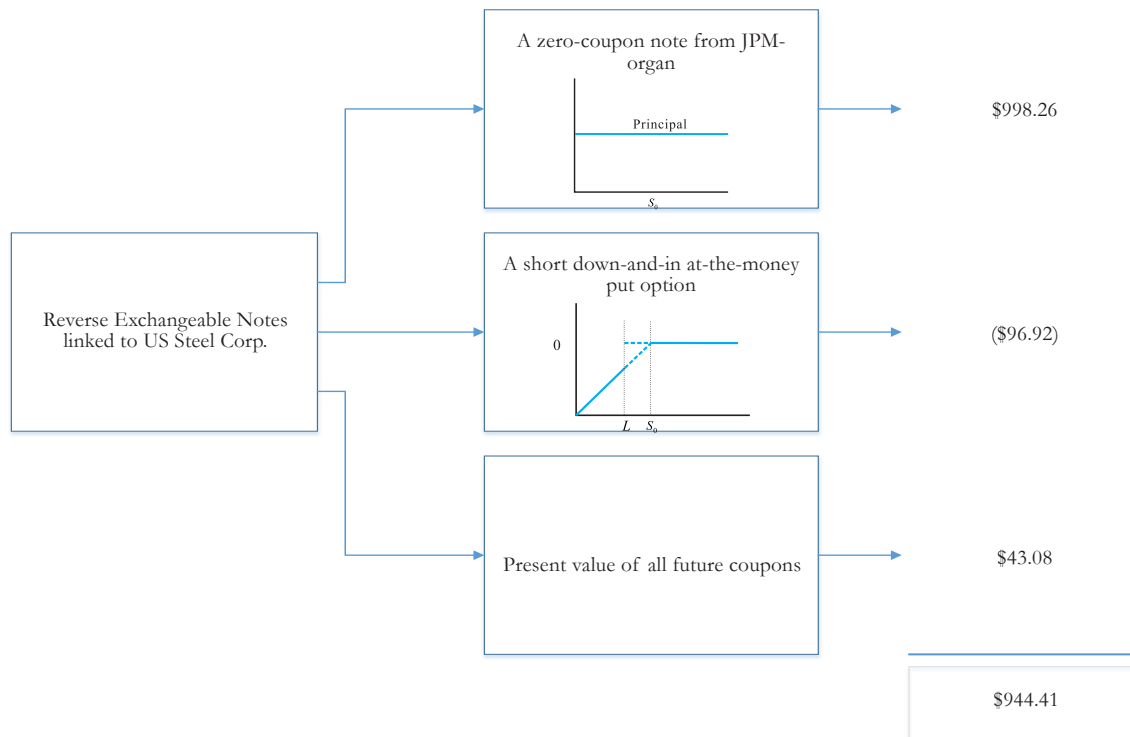 A zero-coupon note from JPM-
organ
Principal
S₀
$998.26
Reverse Exchangeable Notes
linked to US Steel Corp.
A short down-and-in at-the-money
put option
0
L S₀
($96.92)
Present value of all future coupons
$43.08
$944.41